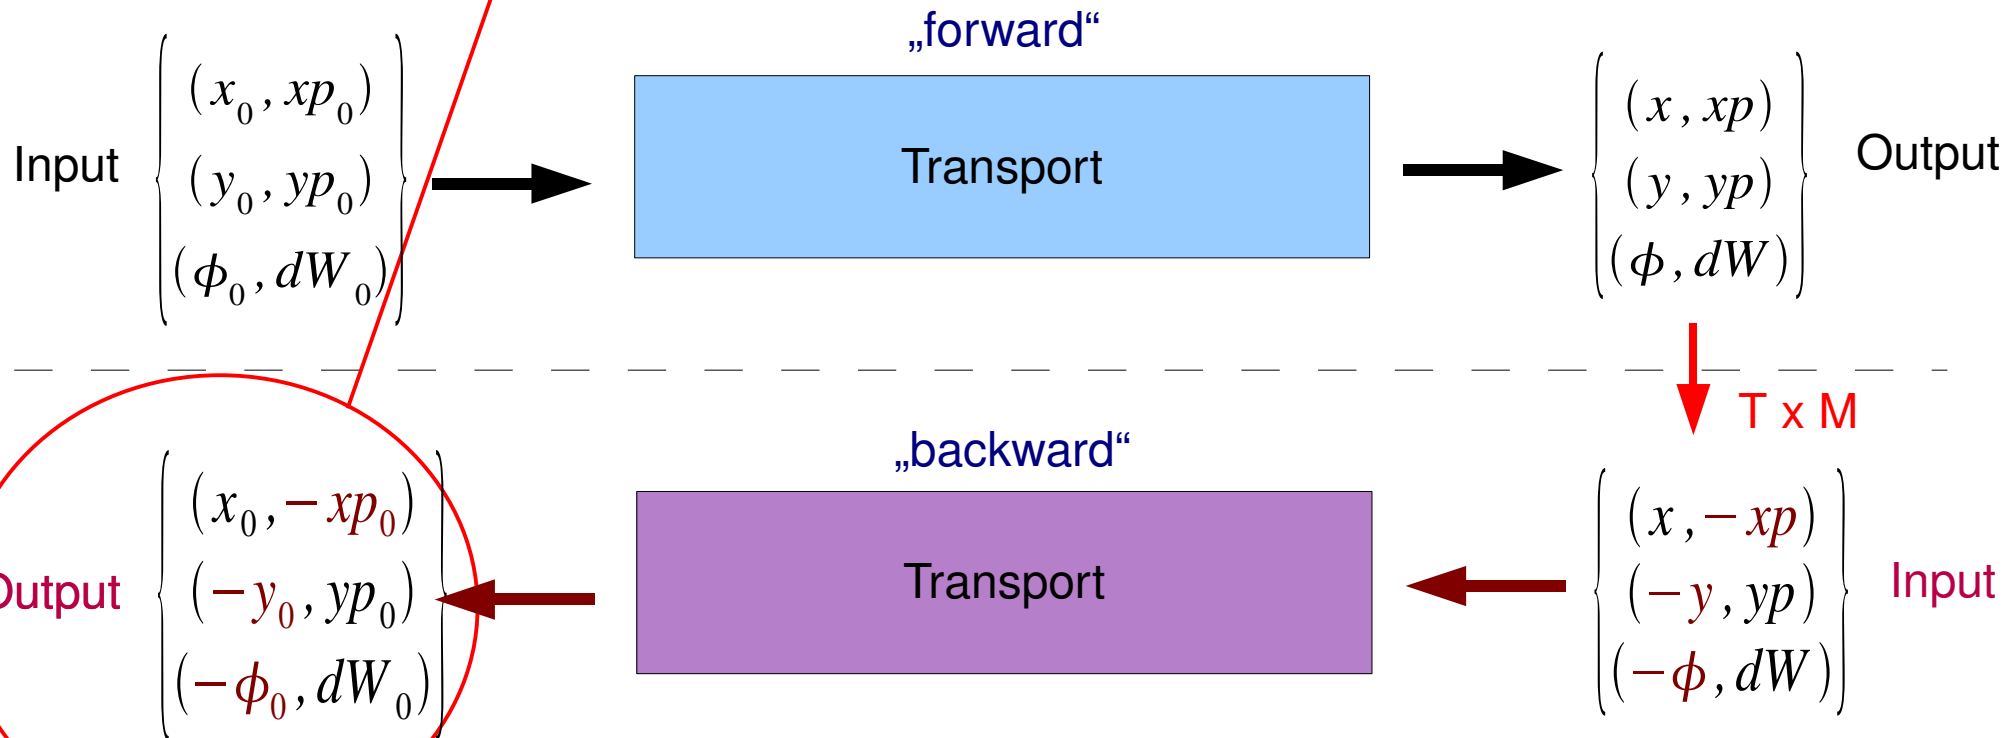 „forward“
Input
(x₀, xp₀)
(y₀, yp₀)
(ϕ₀, dW₀)
Transport
(x, xp)
(y, yp)
(ϕ, dW)
Output
T x M
„backward“
Output
(x₀, −xp₀)
(−y₀, yp₀)
(−ϕ₀, dW₀)
Transport
(x, −xp)
(−y, yp)
(−ϕ, dW)
Input